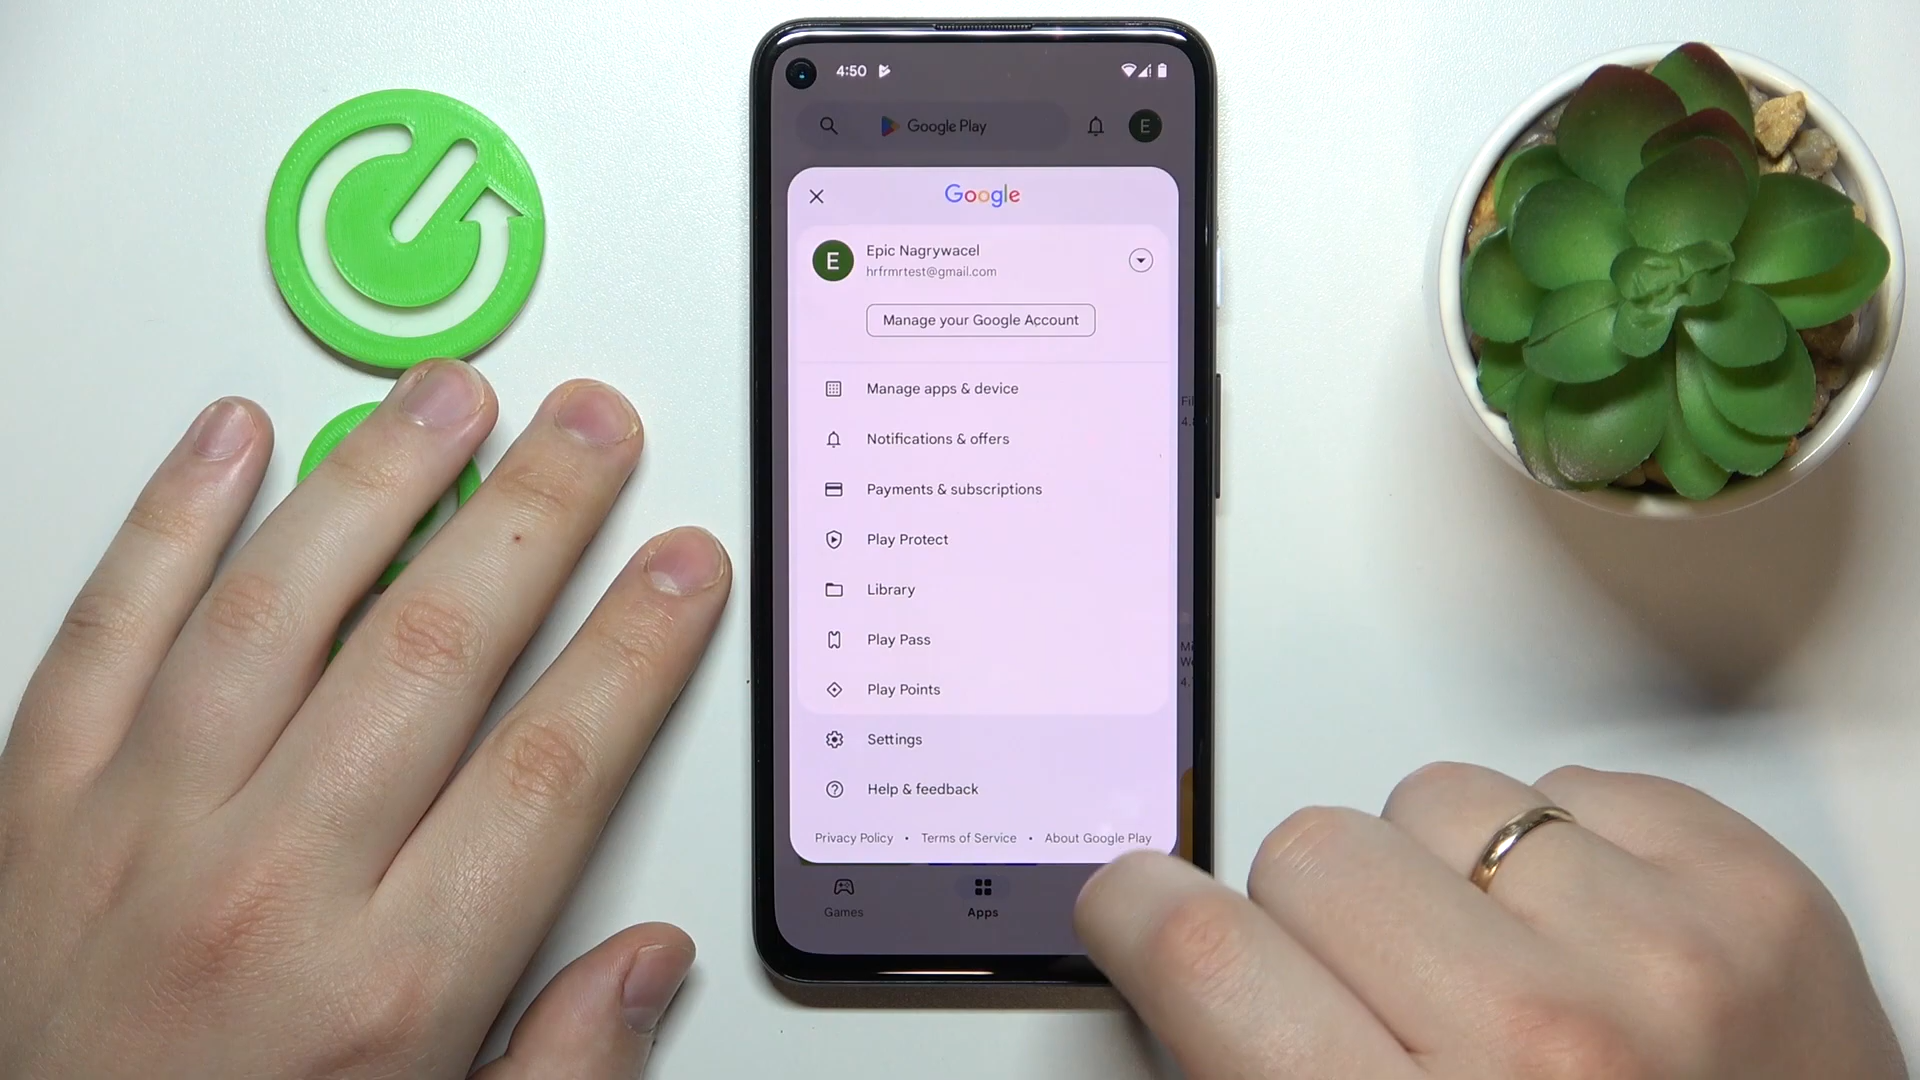 4:50
Google Play
E
Google
E
Epic Nagrywacel
hrfrmrtest@gmail.com
Manage your Google Account
Manage apps & device
Notifications & offers
Payments & subscriptions
Play Protect
Library
Play Pass
Play Points
Settings
Help & feedback
Privacy Policy • Terms of Service • About Google Play
Games
Apps